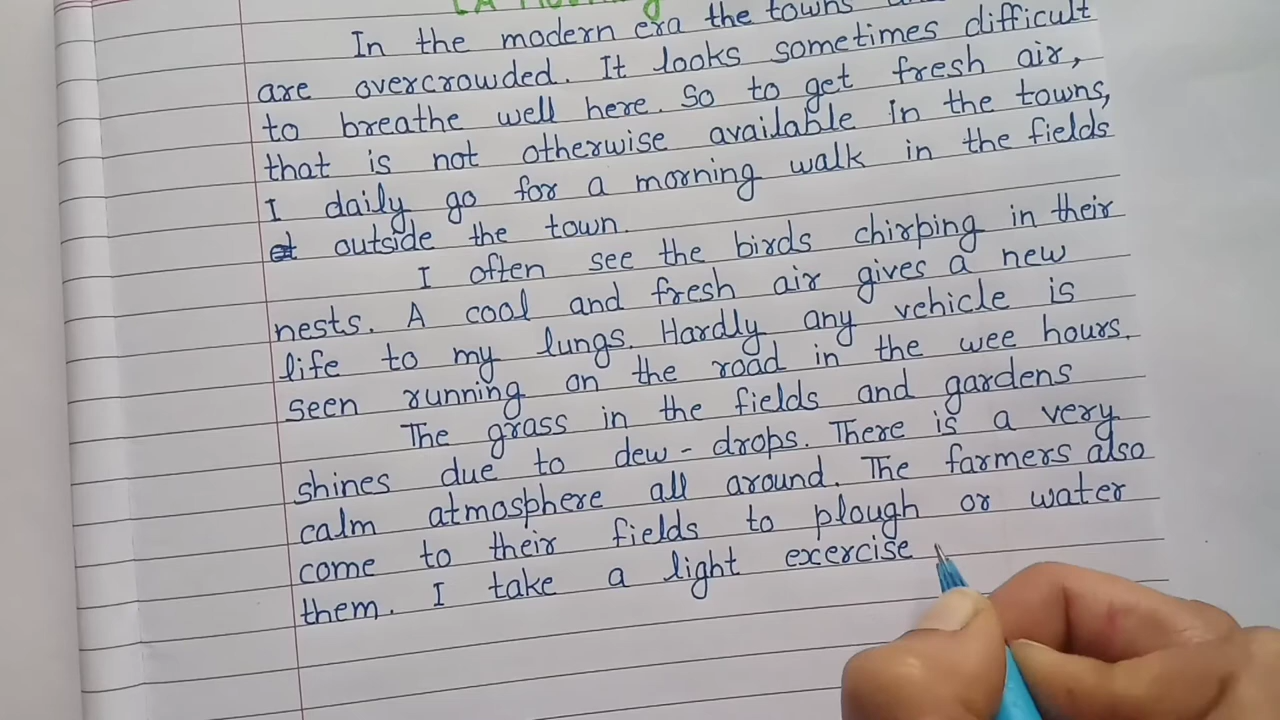 In the modern era the towns
are overcrowded. It looks sometimes difficult
to breathe well here. So to get fresh air,
that is not otherwise available in the towns,
I daily go for a morning walk in the fields
outside the town.
I often see the birds chirping in their
nests. A cool and fresh air gives a new
life to my lungs. Hardly any vehicle is
seen running on the road in the wee hours.
The grass in the fields and gardens
shines due to dew-drops. There is a very
calm atmosphere all around. The farmers also
come to their fields to plough or water
them. I take a light exercise